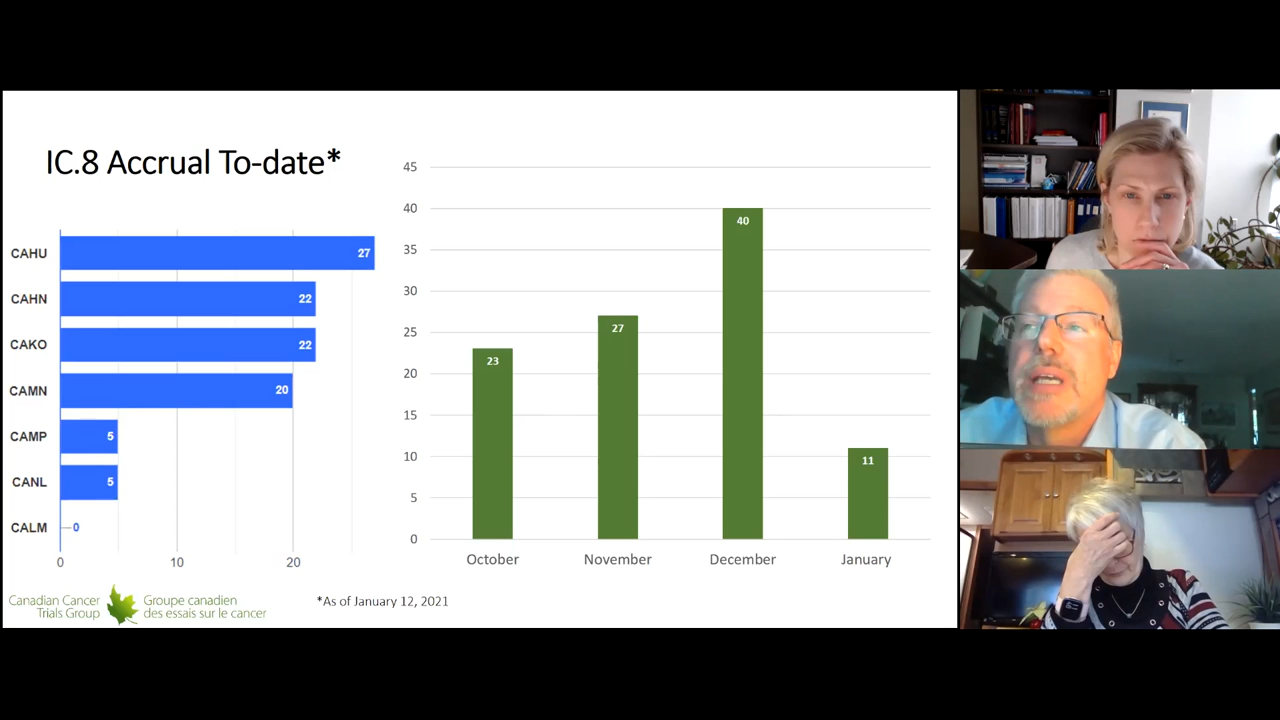 IC.8 Accrual To-date*
CAHU 27
CAHN 22
CAKO 22
CAMN 20
CAMP 5
CANL 5
CALM 0
0 10 20
45
40
35
30
25
20
15
10
5
0
23 27 40 11
October November December January
Canadian Cancer
Trials Group
Groupe canadien
des essais sur le cancer
*As of January 12, 2021